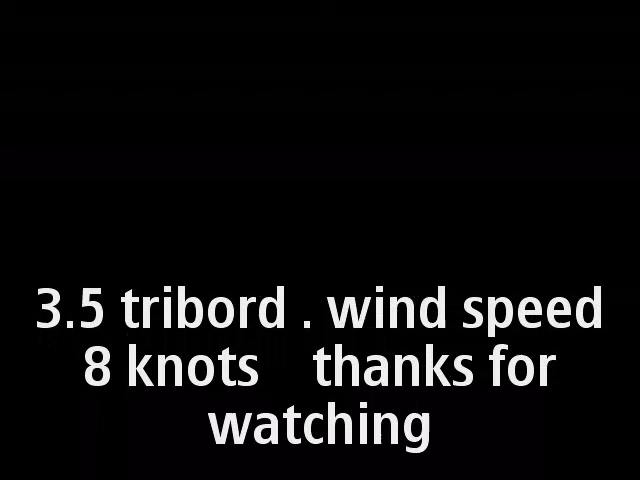 3.5 tribord . wind speed
8 knots    thanks for
watching